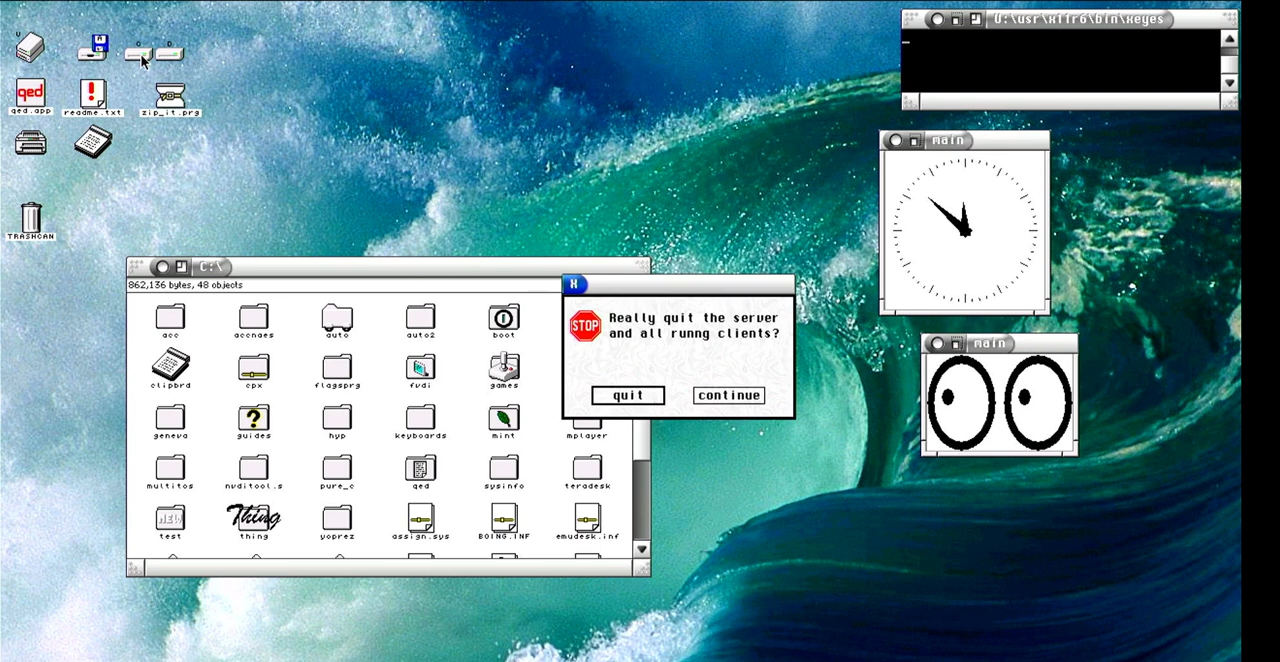 U:\usr\x11r6\bin\xeyes
U
A
C
D
qed
qed.app
readme.txt
zip_it.prg
TRASHCAN
main
main
C:\
862,136 bytes, 48 objects
acc
accnaes
auto
auto2
boot
clipbrd
cpx
flagsprg
fvdi
games
geneva
guides
hyp
keyboards
mint
mplayer
multitos
nvditool.s
pure_c
qed
sysinfo
teradesk
NEW
Thing
test
thing
yoprez
assign.sys
BOING.INF
emudesk.inf
X
STOP
Really quit the server
and all runng clients?
quit
continue